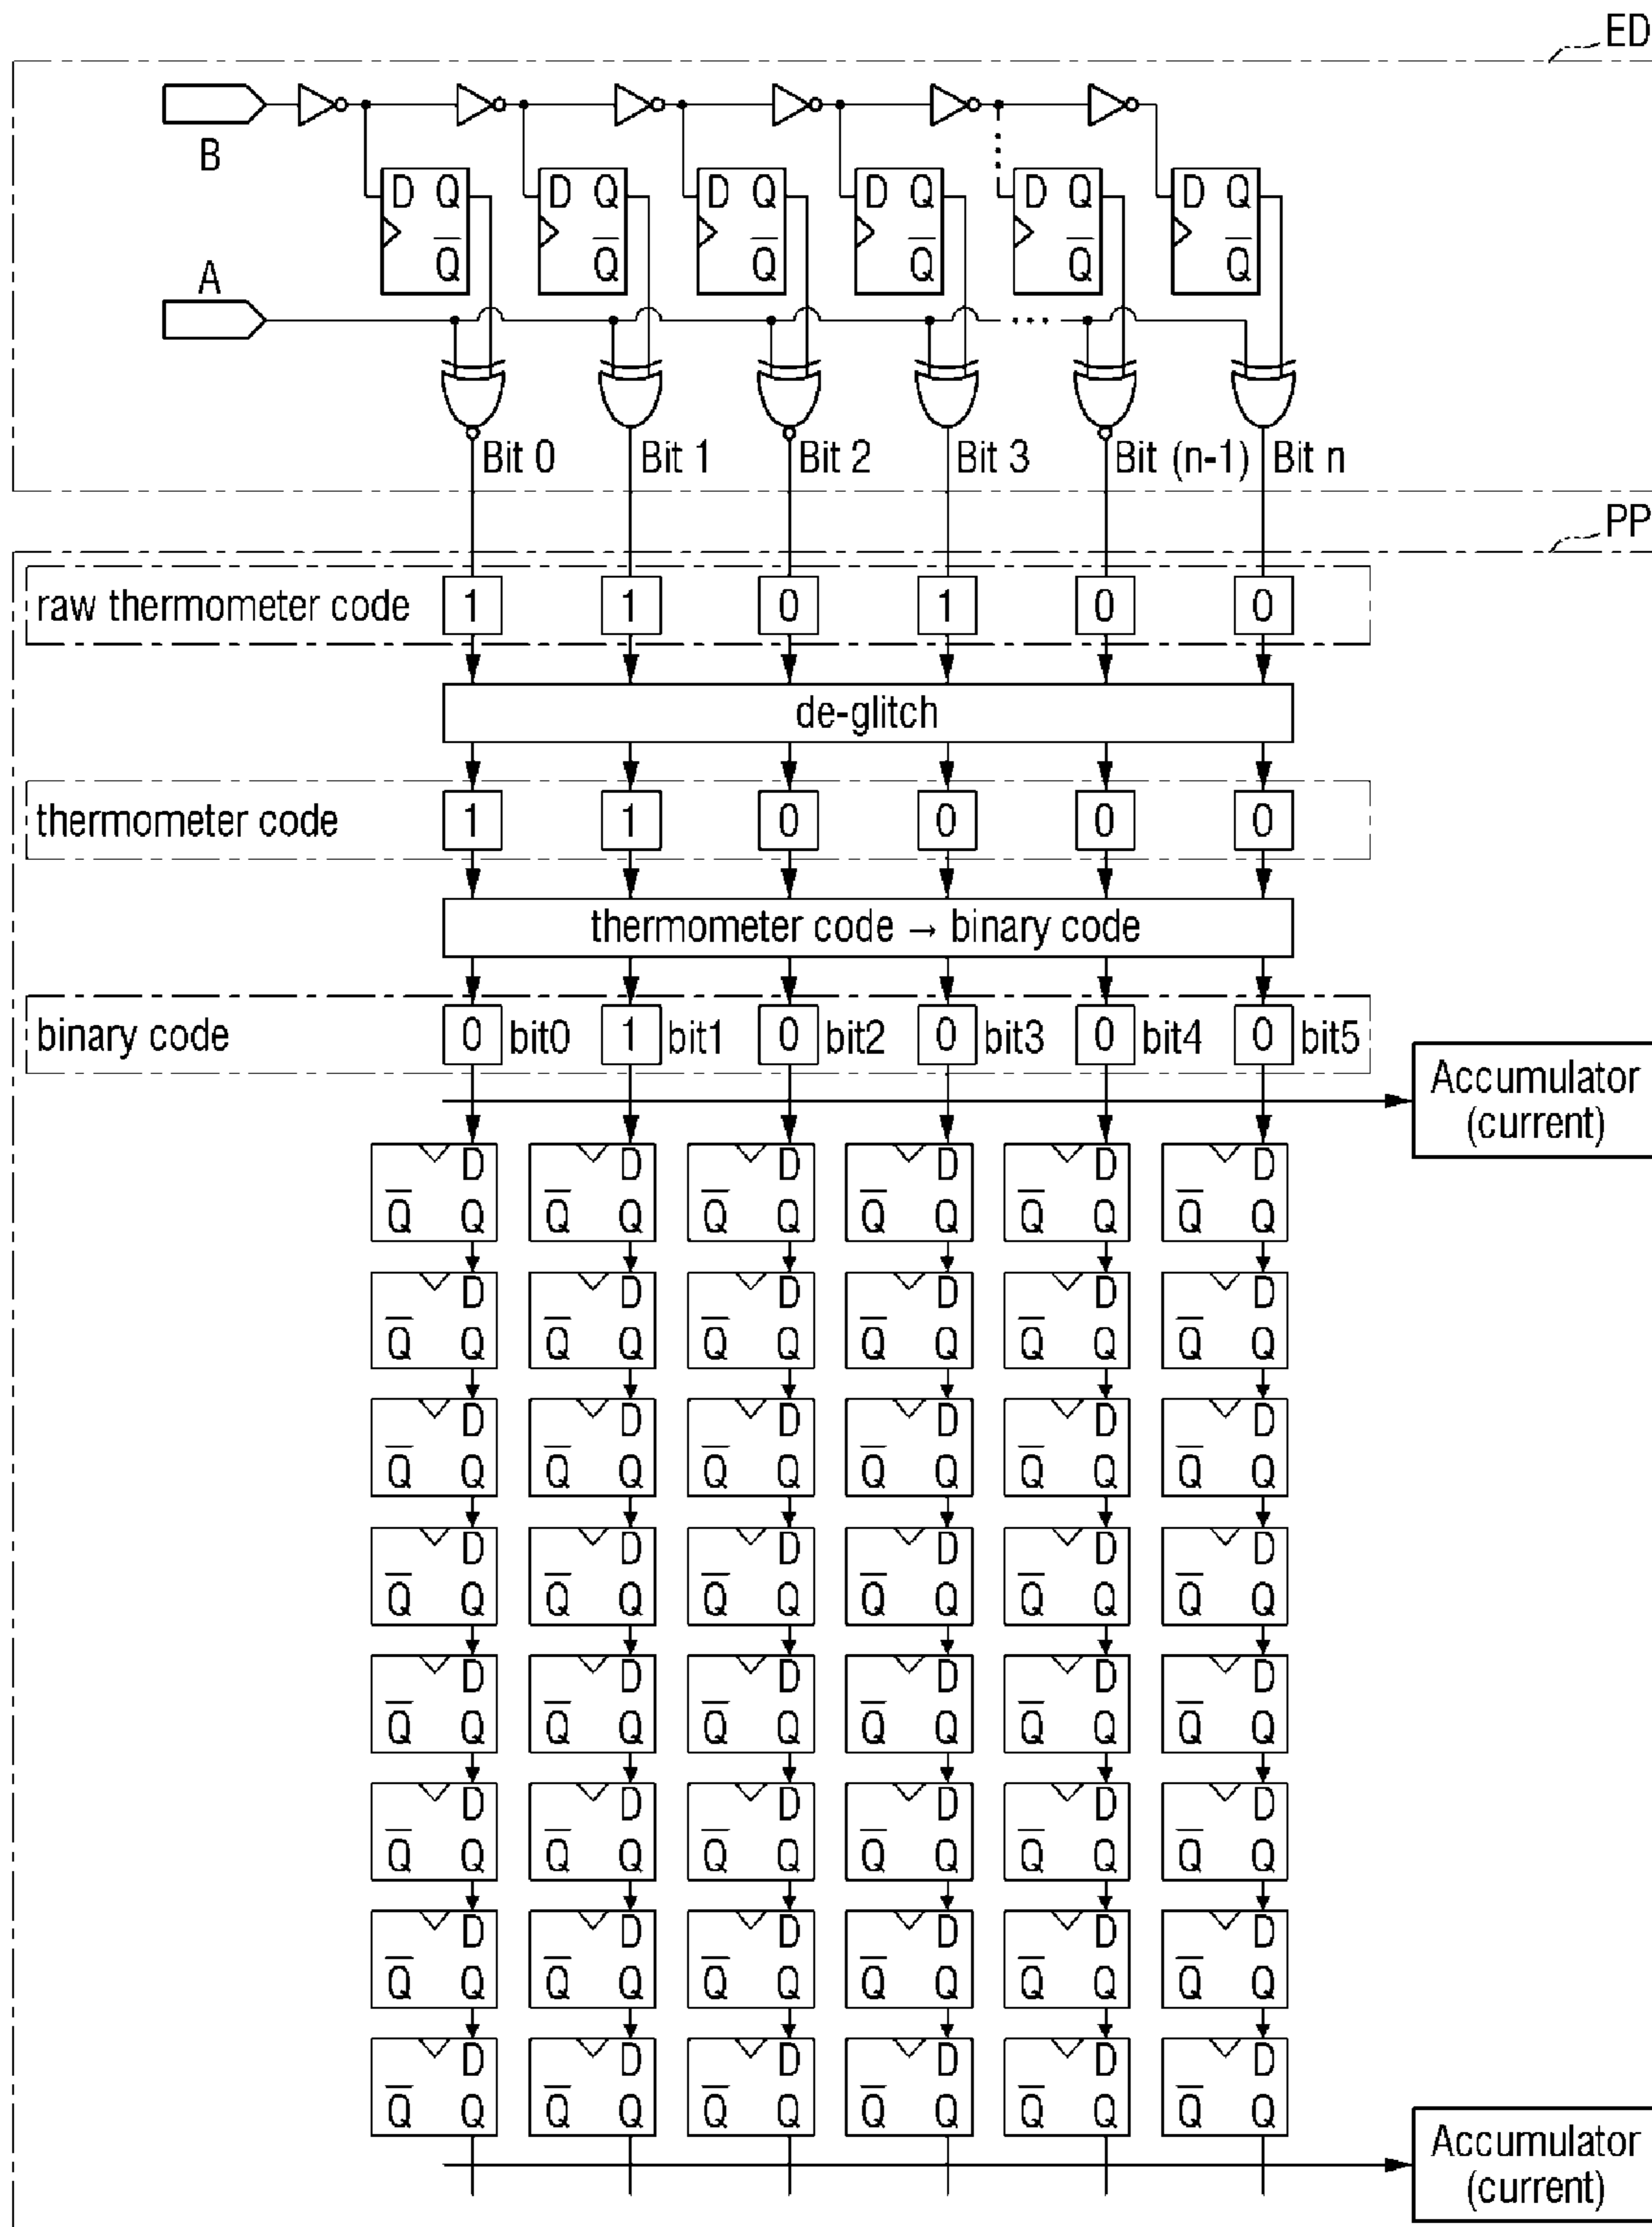 ED
B
D Q D Q D Q D Q D Q D Q
Q Q Q Q Q Q
A
Bit 0 Bit 1 Bit 2 Bit 3 Bit (n-1) Bit n
PP
raw thermometer code 1 1 0 1 0 0
de-glitch
thermometer code 1 1 0 0 0 0
thermometer code → binary code
binary code 0 bit0 1 bit1 0 bit2 0 bit3 0 bit4 0 bit5
Accumulator
(current)
D D D D D D
Q Q Q Q Q Q Q Q Q Q Q Q
D D D D D D
Q Q Q Q Q Q Q Q Q Q Q Q
D D D D D D
Q Q Q Q Q Q Q Q Q Q Q Q
D D D D D D
Q Q Q Q Q Q Q Q Q Q Q Q
D D D D D D
Q Q Q Q Q Q Q Q Q Q Q Q
D D D D D D
Q Q Q Q Q Q Q Q Q Q Q Q
D D D D D D
Q Q Q Q Q Q Q Q Q Q Q Q
D D D D D D
Q Q Q Q Q Q Q Q Q Q Q Q
Accumulator
(current)